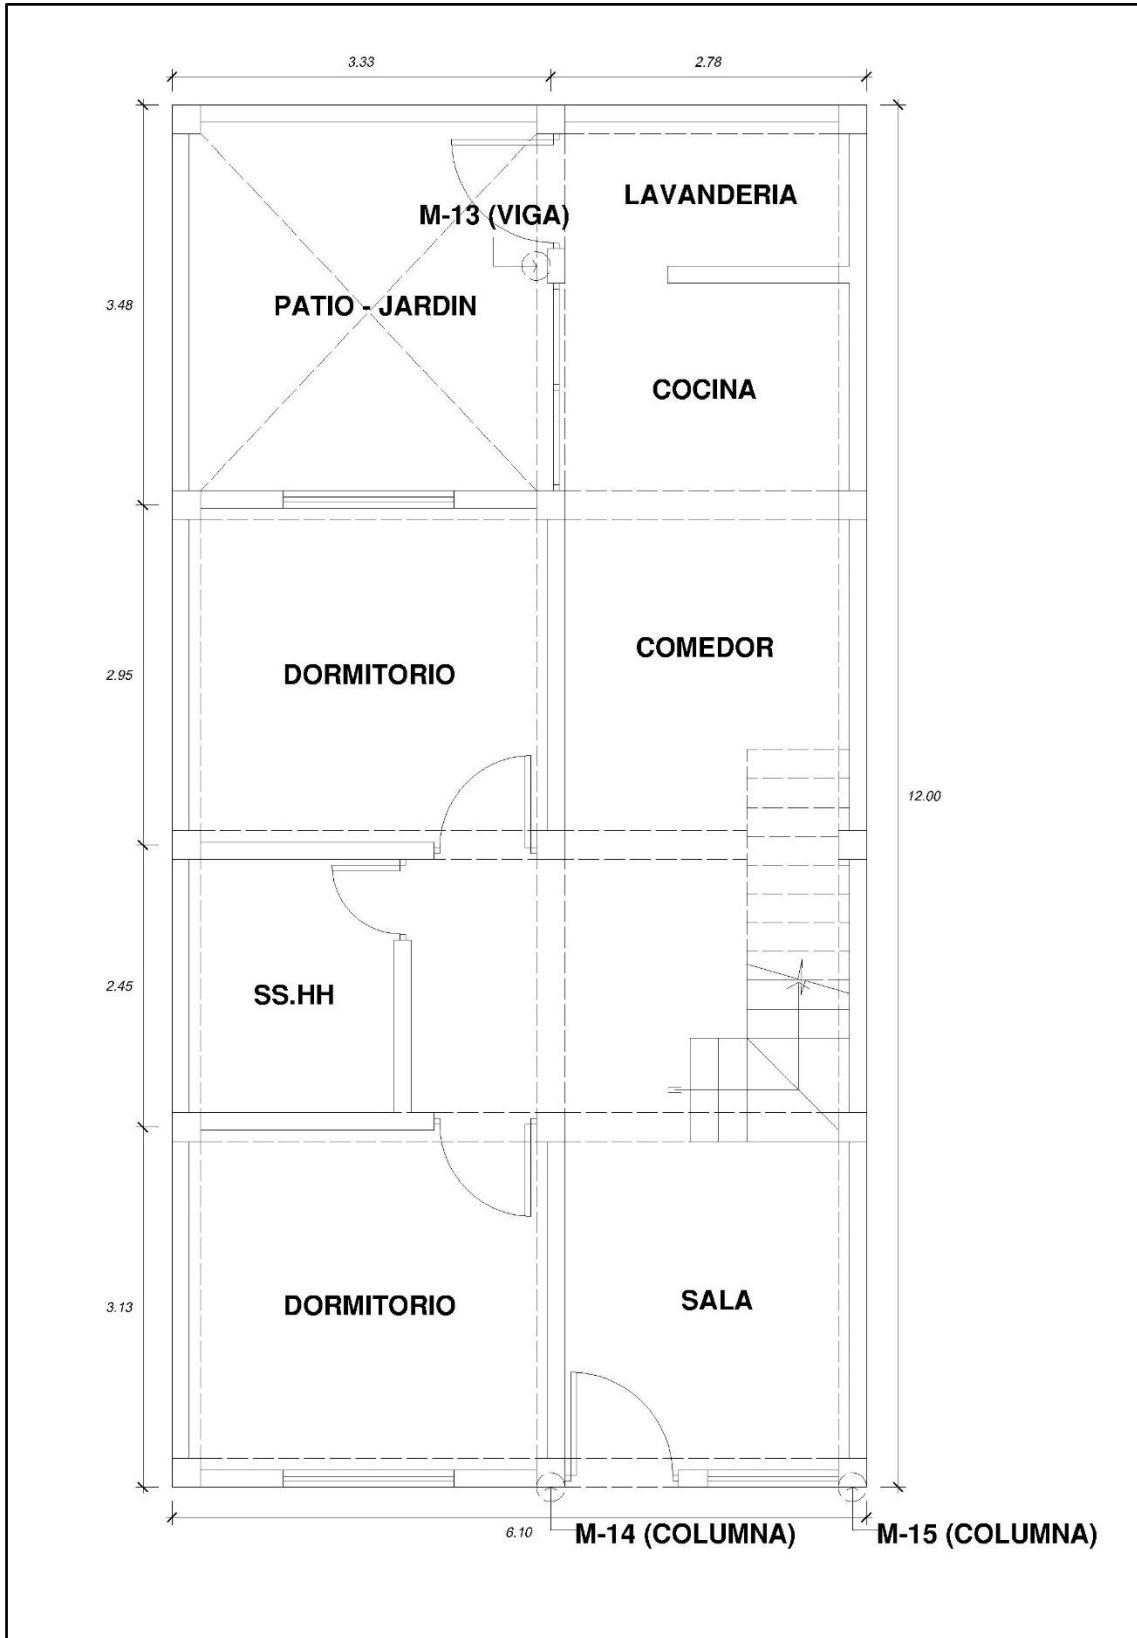 3.33
2.78
LAVANDERIA
M-13 (VIGA)
3.48
PATIO - JARDIN
COCINA
COMEDOR
2.95
DORMITORIO
12.00
2.45
SS.HH
3.13
DORMITORIO
SALA
6.10
M-14 (COLUMNA)
M-15 (COLUMNA)